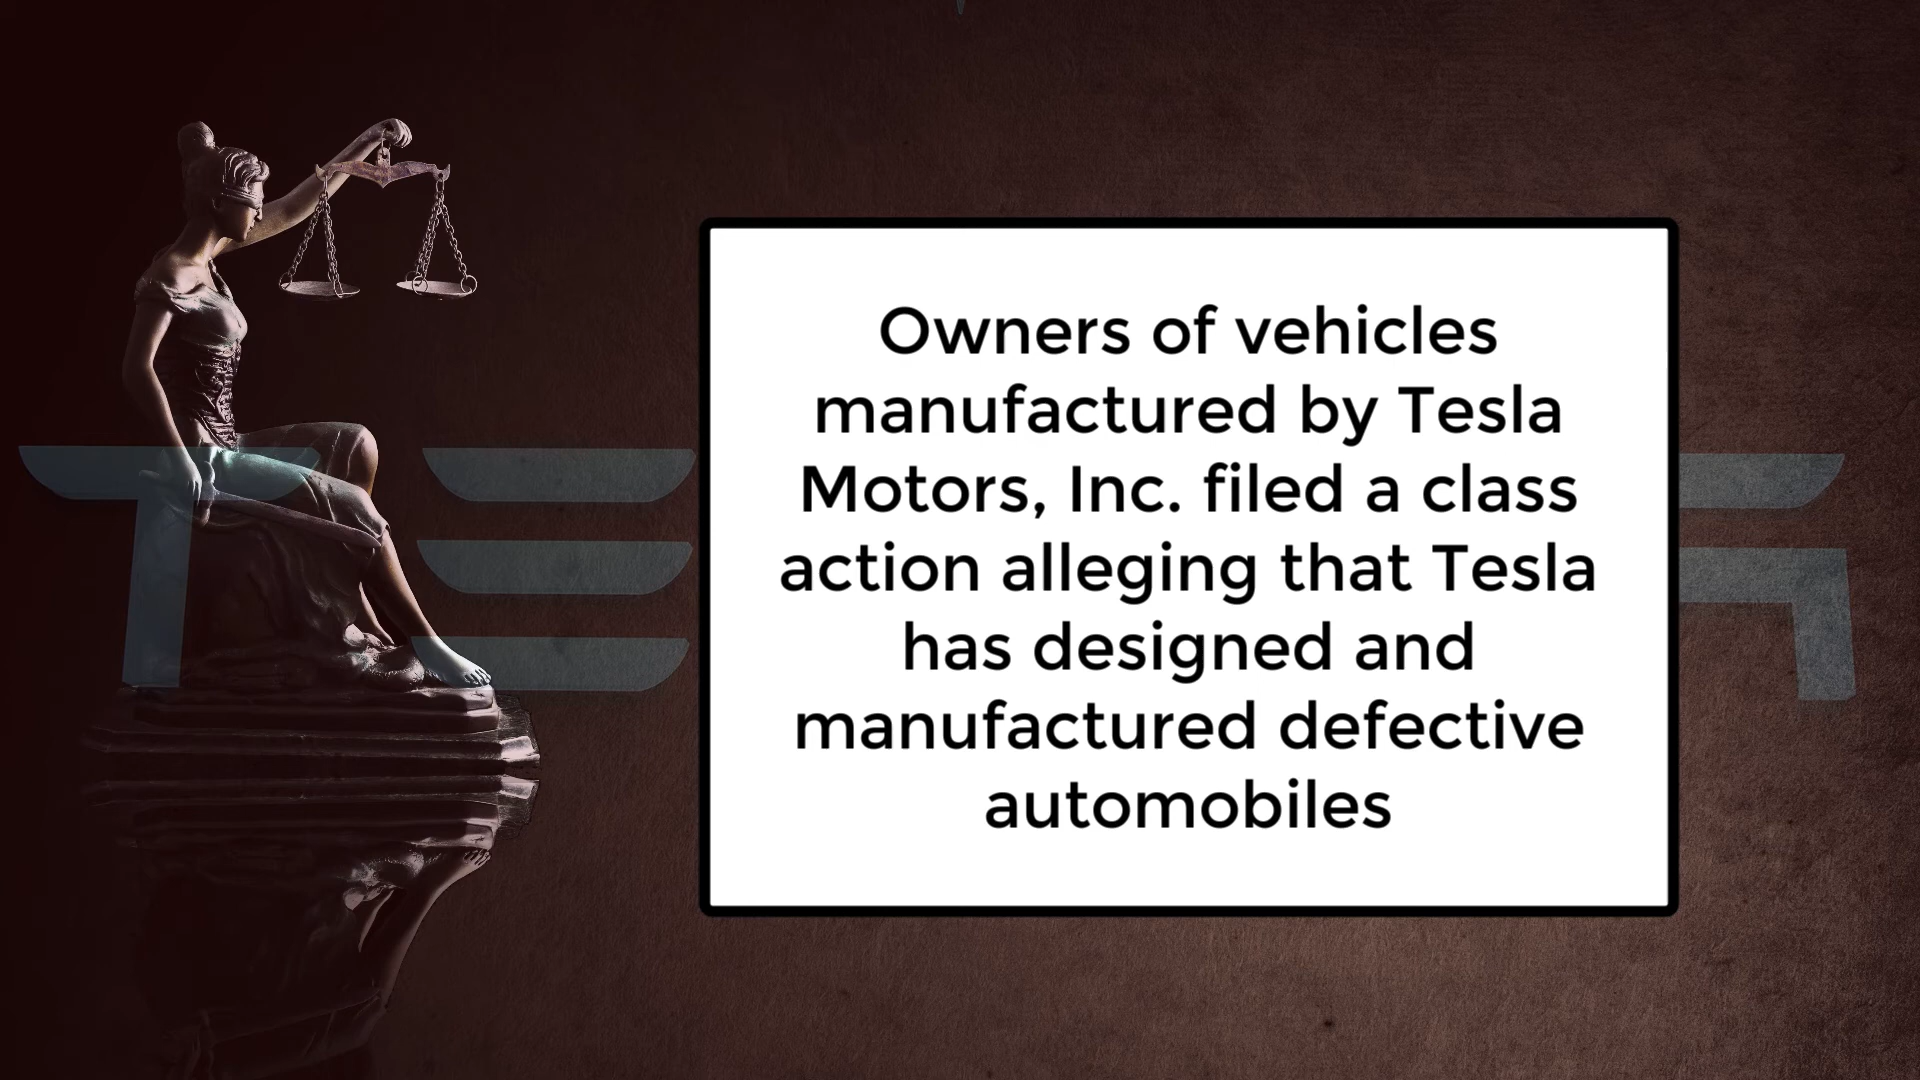 Owners of vehicles
manufactured by Tesla
Motors, Inc. filed a class
action alleging that Tesla
has designed and
manufactured defective
automobiles